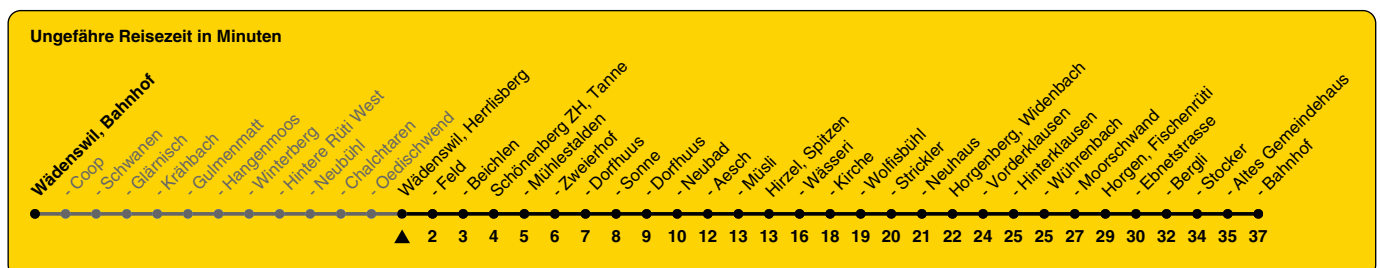 Ungefähre Reisezeit in Minuten
Wädenswil, Bahnhof
- Coop
- Schwanen
- Glärnisch
- Krähbach
- Gulmenmatt
- Hangenmoos
- Winterberg
- Hintere Rüti West
- Neubühl
- Chalchtaren
- Oedischwend
Wädenswil, Herrlisberg
- Feld
- Beichlen
Schönenberg ZH, Tanne
- Mühlestalden
- Zweierhof
- Dorfhuus
- Sonne
- Dorfhuus
- Neubad
- Aesch
- Müsli
Hirzel, Spitzen
- Wässeri
- Kirche
- Wolfisbühl
- Strickler
- Neuhaus
Horgenberg, Widenbach
- Vorderklausen
- Hinterklausen
- Wührenbach
- Moorschwand
Horgen, Fischenrüti
- Ebnetstrasse
- Bergli
- Stocker
- Altes Gemeindehaus
- Bahnhof
2 3 4 5 6 7 8 9 10 12 13 13 16 18 19 20 21 22 24 25 25 27 29 30 32 34 35 37